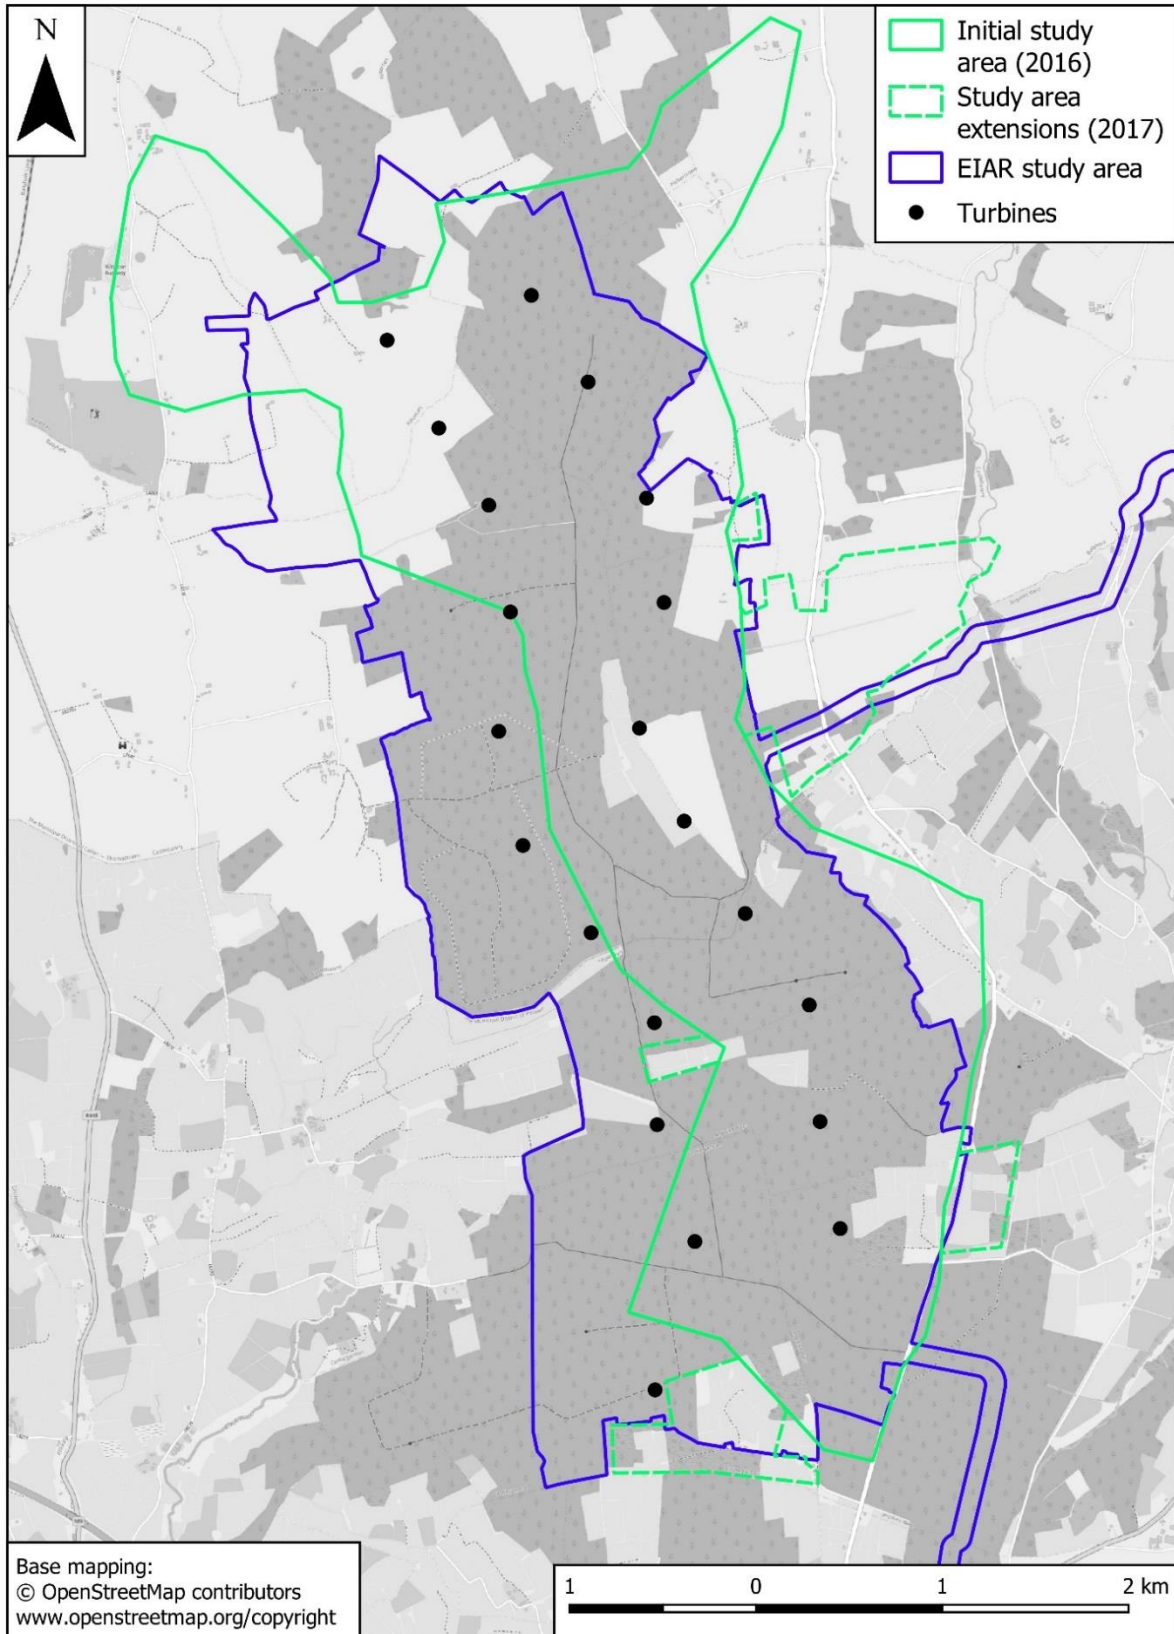 N
Initial study
area (2016)
Study area
extensions (2017)
EIAR study area
Turbines
Base mapping:
© OpenStreetMap contributors
www.openstreetmap.org/copyright
1 0 1 2 km